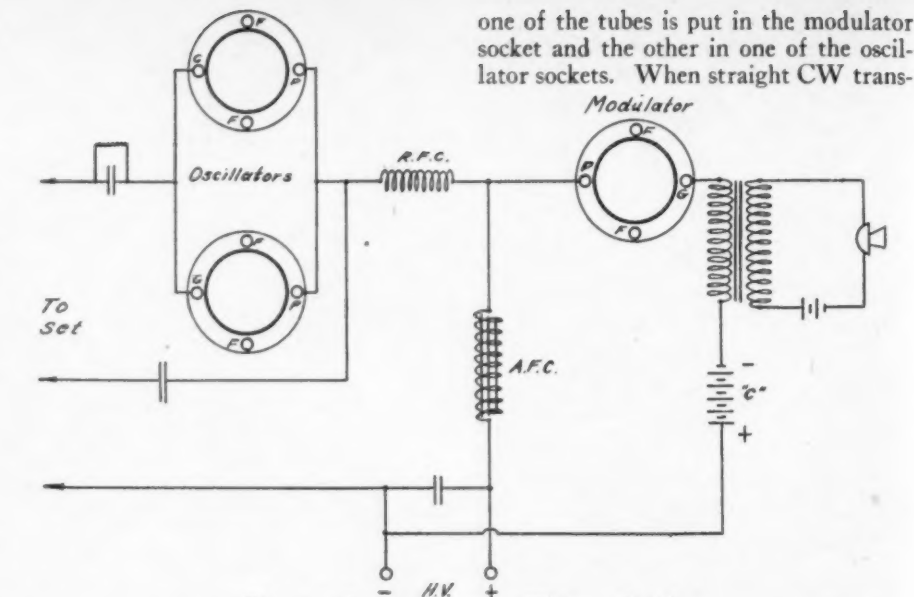 one of the tubes is put in the modulator
socket and the other in one of the oscil-
lator sockets. When straight CW trans-
Modulator
F
G
P
F
Oscillators
R.F.C.
F
P
G
F
F
G
P
F
To
set
A.F.C.
-
"C"
+
- H.V. +